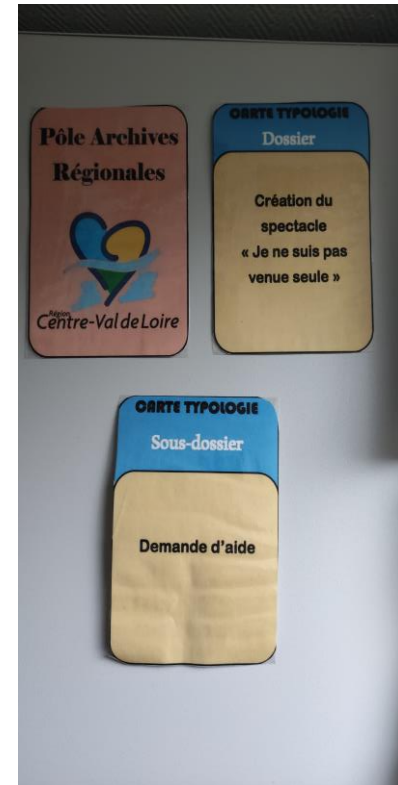 Pôle Archives
Régionales
Région
Centre-Val de Loire
CARTE TYPOLOGIE
Dossier
Création du
spectacle
« Je ne suis pas
venue seule »
CARTE TYPOLOGIE
Sous-dossier
Demande d'aide